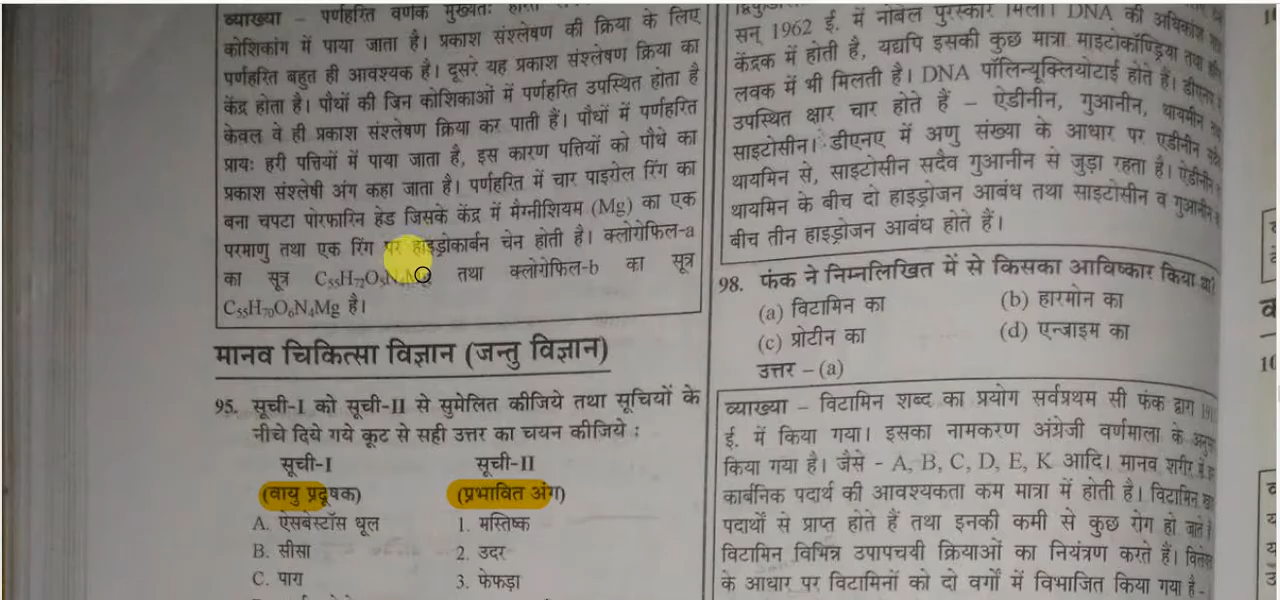 व्याख्या – पर्णहरित वर्णक मुख्यतः
कोशिकांग में पाया जाता है। प्रकाश संश्लेषण की क्रिया के लिए
पर्णहरित बहुत ही आवश्यक है। दूसरे यह प्रकाश संश्लेषण क्रिया का
केंद्र होता है। पौधों की जिन कोशिकाओं में पर्णहरित उपस्थित होता है
केवल वे ही प्रकाश संश्लेषण क्रिया कर पाती हैं। पौधों में पर्णहरित
प्रायः हरी पत्तियों में पाया जाता है, इस कारण पत्तियों को पौधे का
प्रकाश संश्लेषी अंग कहा जाता है। पर्णहरित में चार पाइरोल रिंग का
बना चपटा पोरफारिन हेड जिसके केंद्र में मैग्नीशियम (Mg) का एक
परमाणु तथा एक रिंग पर हाइड्रोकार्बन चेन होती है। क्लोरोफिल-a
का सूत्र C₅₅H₇₂O₅N₄Mg तथा क्लोरोफिल-b का सूत्र
C₅₅H₇₀O₆N₄Mg है।
मानव चिकित्सा विज्ञान (जन्तु विज्ञान)
95. सूची-I को सूची-II से सुमेलित कीजिये तथा सूचियों के
नीचे दिये गये कूट से सही उत्तर का चयन कीजिये :
सूची-I सूची-II
(वायु प्रदूषक) (प्रभावित अंग)
A. ऐसबेस्टॉस धूल 1. मस्तिष्क
B. सीसा 2. उदर
C. पारा 3. फेफड़ा
सन् 1962 ई. में नोबेल पुरस्कार मिला। DNA की अधिकांश मात्रा
केंद्रक में होती है, यद्यपि इसकी कुछ मात्रा माइटोकॉण्ड्रिया तथा हरित
लवक में भी मिलती है। DNA पॉलिन्यूक्लियोटाई होते हैं। डीएनए
उपस्थित क्षार चार होते हैं – ऐडीनीन, गुआनीन, थायमीन तथा
साइटोसीन। डीएनए में अणु संख्या के आधार पर एडीनीन सदैव
थायमिन से, साइटोसीन सदैव गुआनीन से जुड़ा रहता है। ऐडीनीन व
थायमिन के बीच दो हाइड्रोजन आबंध तथा साइटोसीन व गुआनीन के
बीच तीन हाइड्रोजन आबंध होते हैं।
98. फंक ने निम्नलिखित में से किसका आविष्कार किया था?
(a) विटामिन का (b) हारमोन का
(c) प्रोटीन का (d) एन्जाइम का
उत्तर – (a)
व्याख्या – विटामिन शब्द का प्रयोग सर्वप्रथम सी फंक द्वारा
ई. में किया गया। इसका नामकरण अंग्रेजी वर्णमाला के अनुसार
किया गया है। जैसे - A, B, C, D, E, K आदि। मानव शरीर में इन
कार्बनिक पदार्थ की आवश्यकता कम मात्रा में होती है। विटामिन खाद्य
पदार्थों से प्राप्त होते हैं तथा इनकी कमी से कुछ रोग हो जाते हैं
विटामिन विभिन्न उपापचयी क्रियाओं का नियंत्रण करते हैं। विलेयता
के आधार पर विटामिनों को दो वर्गों में विभाजित किया गया है -